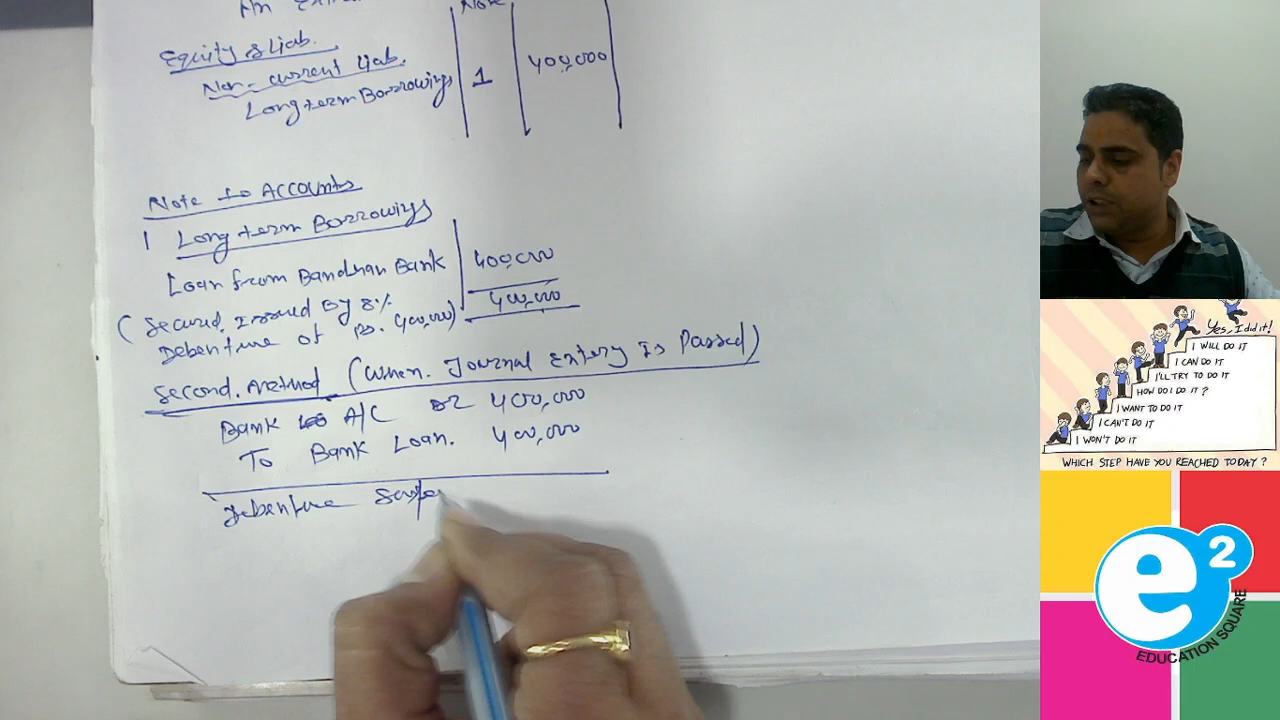 An Extra
Note
Equity & Liab.
Non-current Liab.
Long term Borrowings 1 400,000
Note to Accounts
1 Long term Borrowings
Loan from Bandhan Bank 400,000
400,000
(Secured, Issued By 8%
Debenture of Rs. 400,000)
Second. Method (When. Journal Entery Is Passed)
Bank A/C Dr 400,000
To Bank Loan. 400,000
Debenture Suspe
Yes, I did it!
I WILL DO IT
I CAN DO IT
I'LL TRY TO DO IT
HOW DO I DO IT?
I WANT TO DO IT
I CAN'T DO IT
I WON'T DO IT
WHICH STEP HAVE YOU REACHED TODAY?
e2
EDUCATION SQUARE